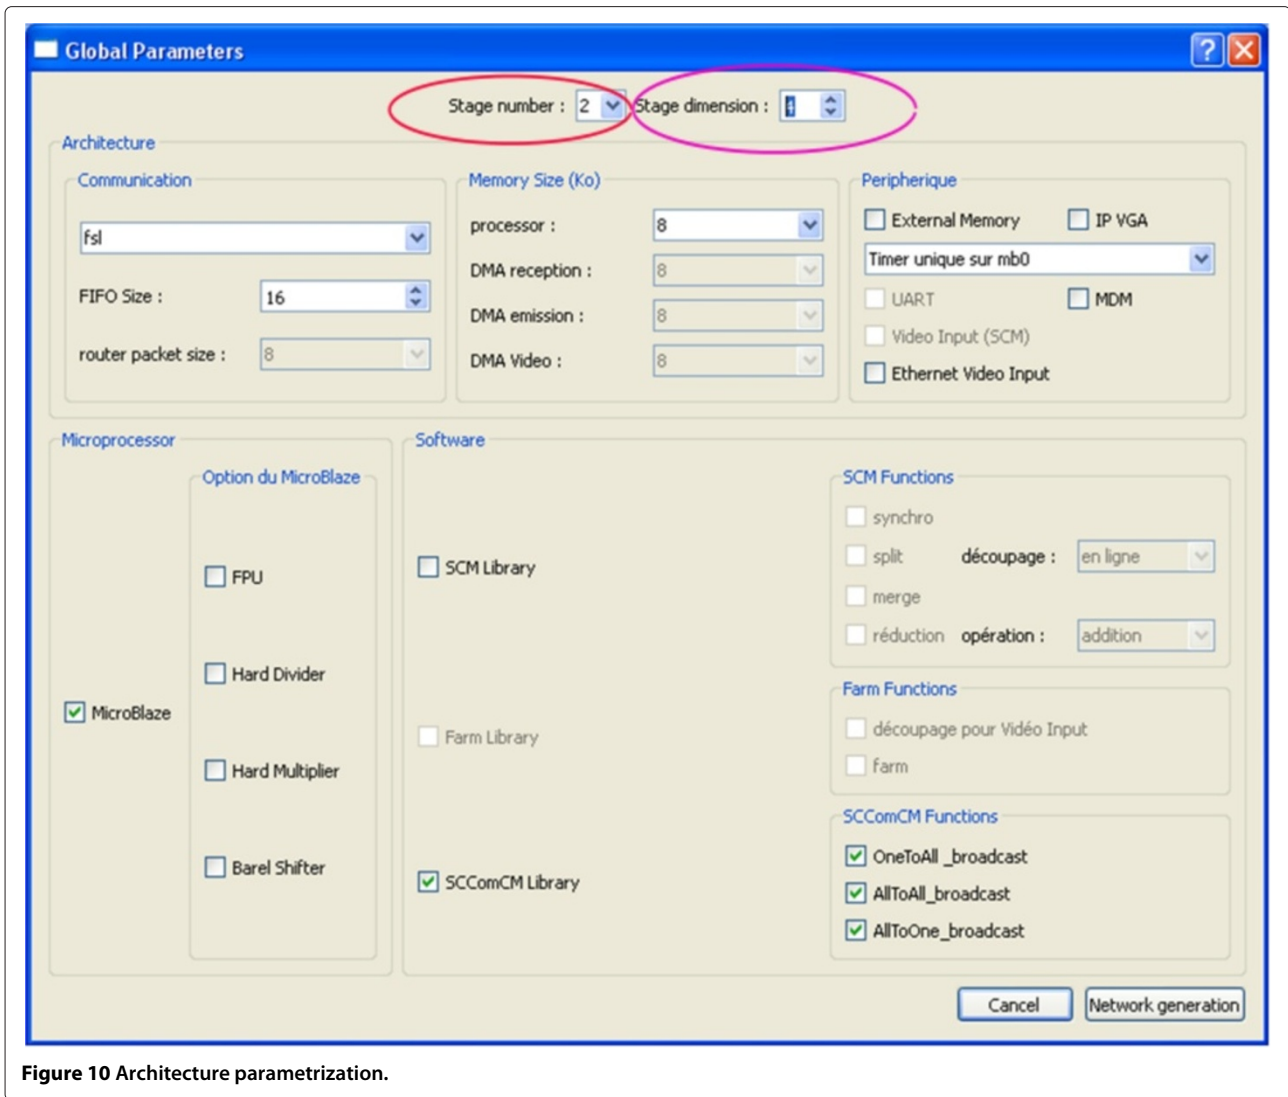 Global Parameters
Stage number : 2 Stage dimension : 4
Architecture
Communication
fsl
FIFO Size : 16
router packet size : 8
Memory Size (Ko)
processor : 8
DMA reception : 8
DMA emission : 8
DMA Video : 8
Peripherique
External Memory IP VGA
Timer unique sur mb0
UART MDM
Video Input (SCM)
Ethernet Video Input
Microprocessor
MicroBlaze
Option du MicroBlaze
FPU
Hard Divider
Hard Multiplier
Barel Shifter
Software
SCM Library
Farm Library
SCComCM Library
SCM Functions
synchro
split découpage : en ligne
merge
réduction opération : addition
Farm Functions
découpage pour Vidéo Input
farm
SCComCM Functions
OneToAll _broadcast
AllToAll_broadcast
AllToOne_broadcast
Cancel Network generation
Figure 10 Architecture parametrization.